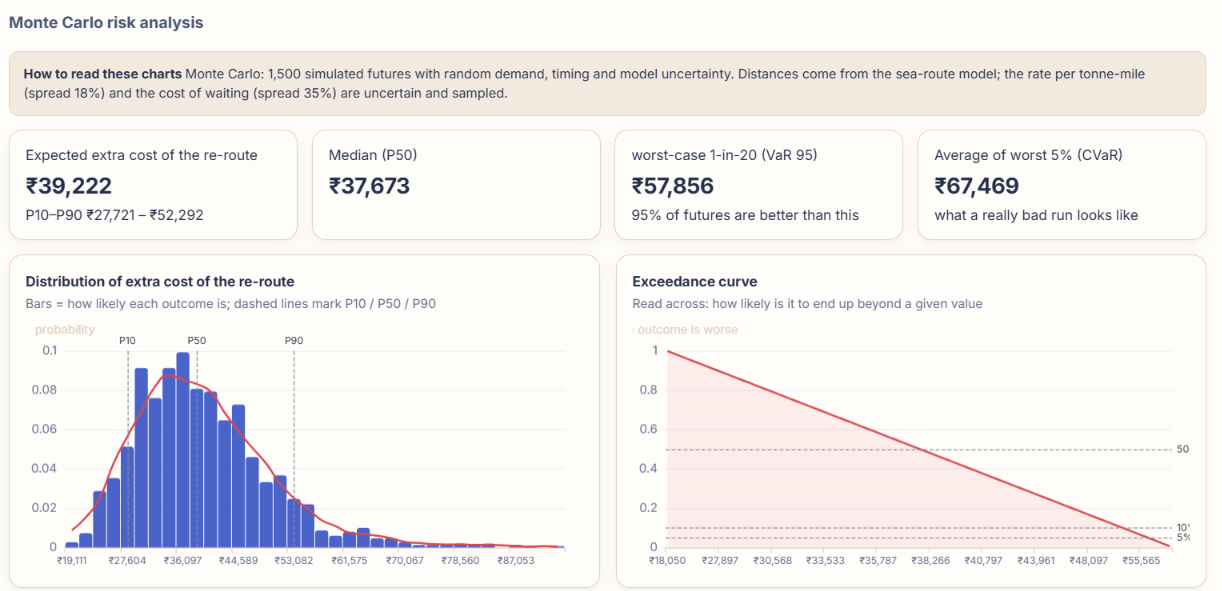 Monte Carlo risk analysis
How to read these charts Monte Carlo: 1,500 simulated futures with random demand, timing and model uncertainty. Distances come from the sea-route model; the rate per tonne-mile
(spread 18%) and the cost of waiting (spread 35%) are uncertain and sampled.
Expected extra cost of the re-route
₹39,222
P10–P90 ₹27,721 – ₹52,292
Median (P50)
₹37,673
worst-case 1-in-20 (VaR 95)
₹57,856
95% of futures are better than this
Average of worst 5% (CVaR)
₹67,469
what a really bad run looks like
Distribution of extra cost of the re-route
Bars = how likely each outcome is; dashed lines mark P10 / P50 / P90
probability
P10 P50 P90
0.1
0.08
0.06
0.04
0.02
0
₹19,111 ₹27,604 ₹36,097 ₹44,589 ₹53,082 ₹61,575 ₹70,067 ₹78,560 ₹87,053
Exceedance curve
Read across: how likely is it to end up beyond a given value
outcome is worse
1
0.8
0.6
50
0.4
0.2
10
5%
0
₹18,050 ₹27,897 ₹30,568 ₹33,533 ₹35,787 ₹38,266 ₹40,797 ₹43,961 ₹48,097 ₹55,565